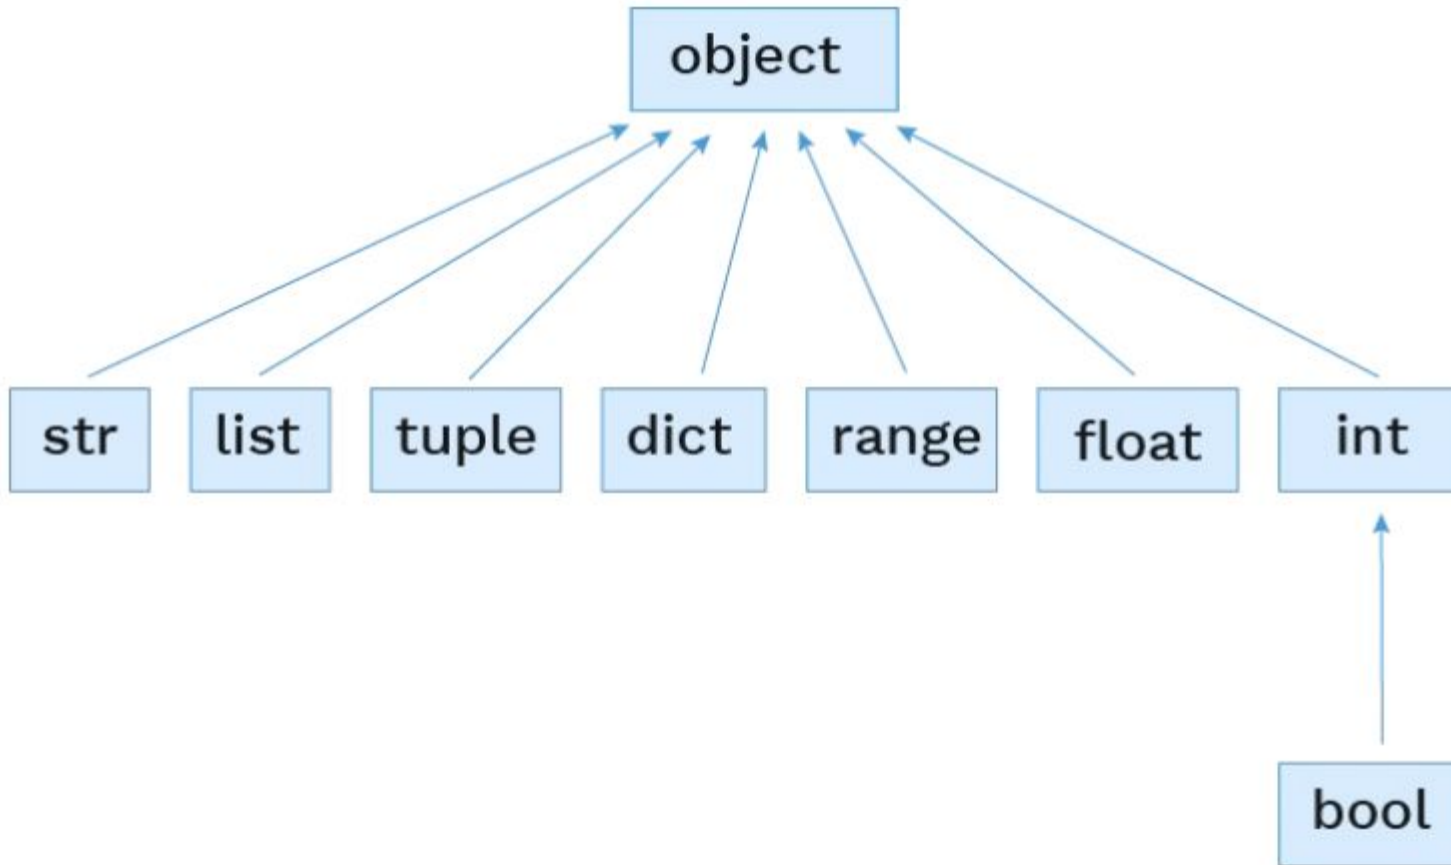 object
str
list
tuple
dict
range
float
int
bool